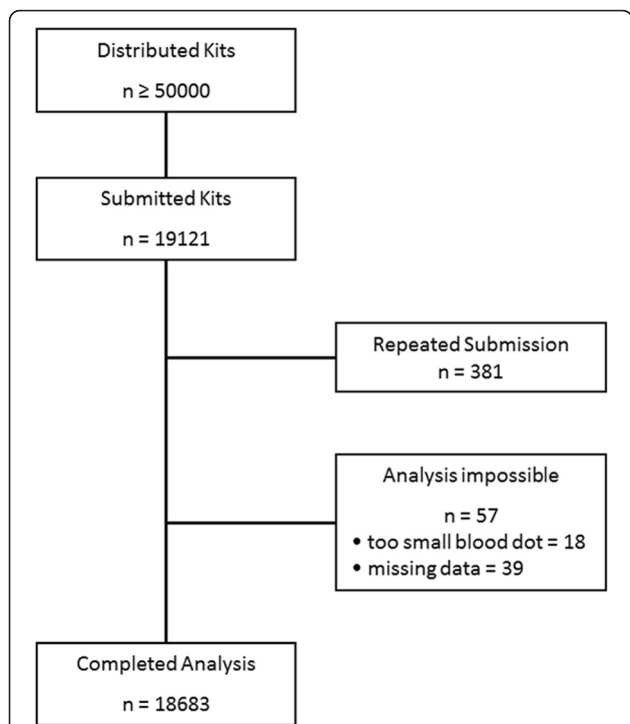 Distributed Kits
n ≥ 50000
Submitted Kits
n = 19121
Repeated Submission
n = 381
Analysis impossible
n = 57
• too small blood dot = 18
• missing data = 39
Completed Analysis
n = 18683